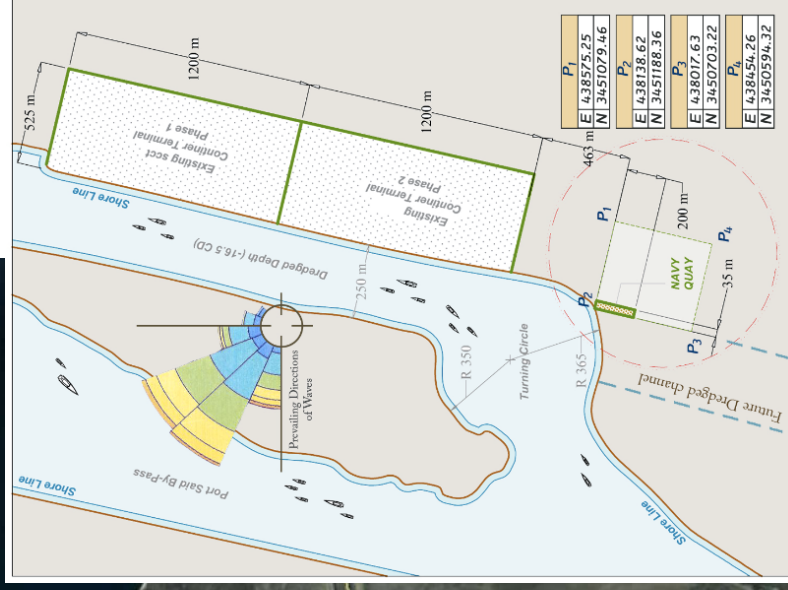 525 m
1200 m
1200 m
463 m
200 m
35 m
Existing scct
Continer Terminal
Phase 1
Existing
Continer Terminal
Phase 2
Shore Line
Dredged Depth (-16.5 CD)
250 m
Prevailing Directions
of Waves
Port Said By-Pass
Shore Line
R 350
Turning Circle
R 365
Shore Line
Future Dredged channel
NAVY
QUAY
P1
P2
P3
P4
P1
E 438575.25
N 3451079.46
P2
E 438138.62
N 3451188.36
P3
E 438017.63
N 3450703.22
P4
E 438454.26
N 3450594.32